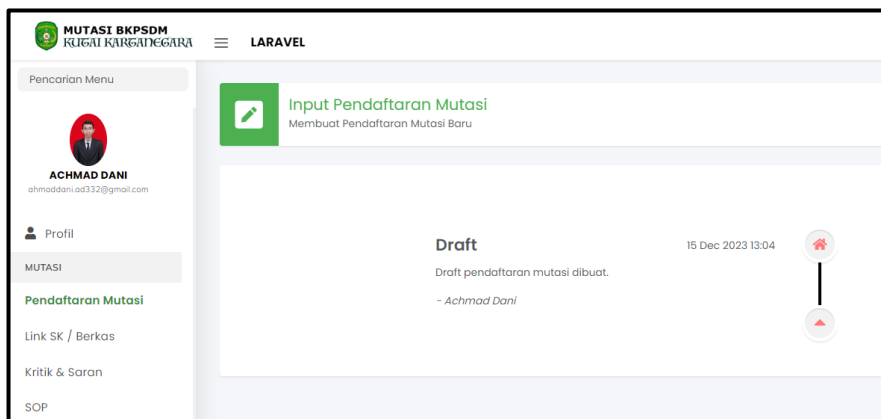 MUTASI BKPSDM
KUTAI KARTANEGARA
LARAVEL
Pencarian Menu
ACHMAD DANI
ahmaddani.ad332@gmail.com
Profil
MUTASI
Pendaftaran Mutasi
Link SK / Berkas
Kritik & Saran
SOP
Input Pendaftaran Mutasi
Membuat Pendaftaran Mutasi Baru
Draft
15 Dec 2023 13:04
Draft pendaftaran mutasi dibuat.
- Achmad Dani